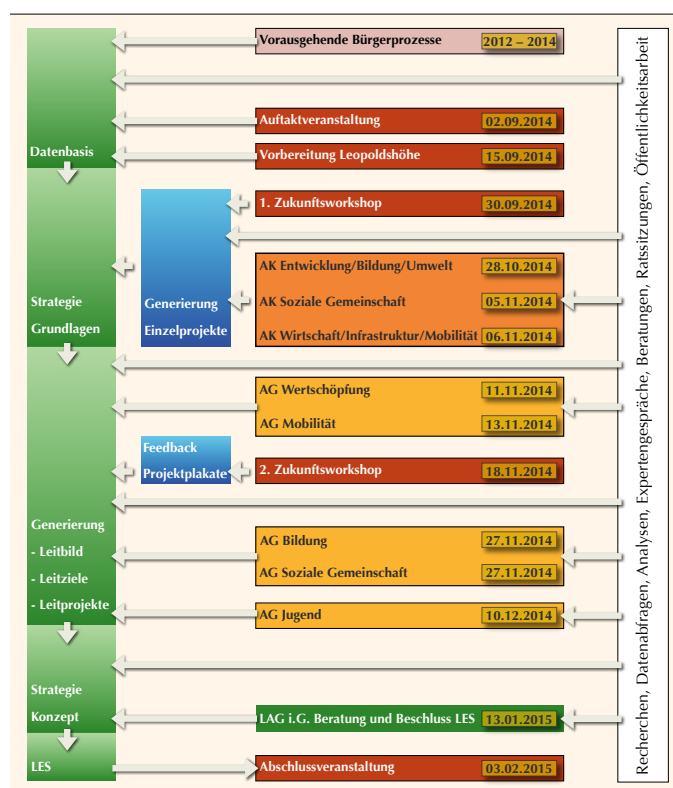 Vorausgehende Bürgerprozesse 2012 – 2014
Auftaktveranstaltung 02.09.2014
Datenbasis
Vorbereitung Leopoldshöhe 15.09.2014
1. Zukunftsworkshop 30.09.2014
AK Entwicklung/Bildung/Umwelt 28.10.2014
Strategie
Grundlagen
Generierung
Einzelprojekte
AK Soziale Gemeinschaft 05.11.2014
AK Wirtschaft/Infrastruktur/Mobilität 06.11.2014
AG Wertschöpfung 11.11.2014
AG Mobilität 13.11.2014
Feedback
Projektplakate
2. Zukunftsworkshop 18.11.2014
Generierung
- Leitbild
- Leitziele
- Leitprojekte
AG Bildung 27.11.2014
AG Soziale Gemeinschaft 27.11.2014
AG Jugend 10.12.2014
Strategie
Konzept
LAG i.G. Beratung und Beschluss LES 13.01.2015
LES
Abschlussveranstaltung 03.02.2015
Recherchen, Datenabfragen, Analysen, Expertengespräche, Beratungen, Ratssitzungen, Öffentlichkeitsarbeit